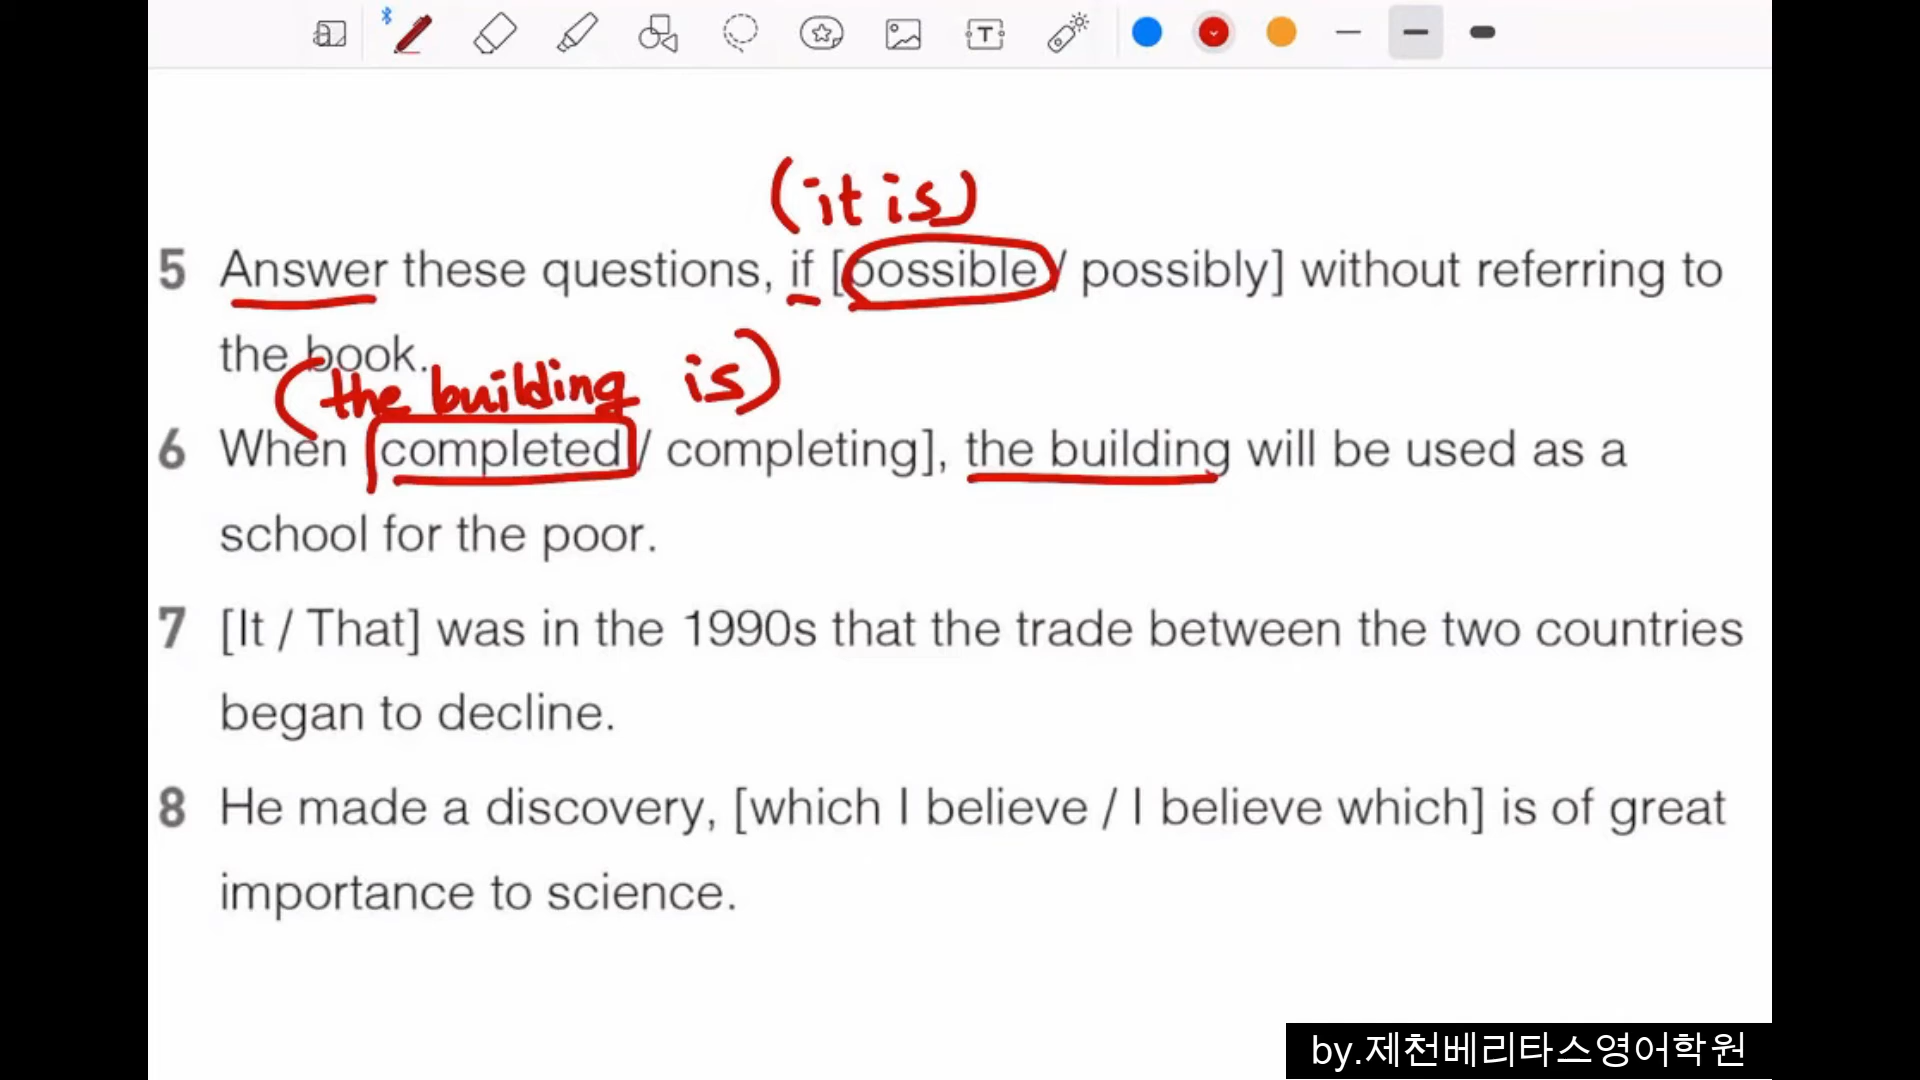 (it is)
5 Answer these questions, if [possible / possibly] without referring to
the book.
(the building is)
6 When [completed / completing], the building will be used as a
school for the poor.
7 [It / That] was in the 1990s that the trade between the two countries
began to decline.
8 He made a discovery, [which I believe / I believe which] is of great
importance to science.
by.제천베리타스영어학원